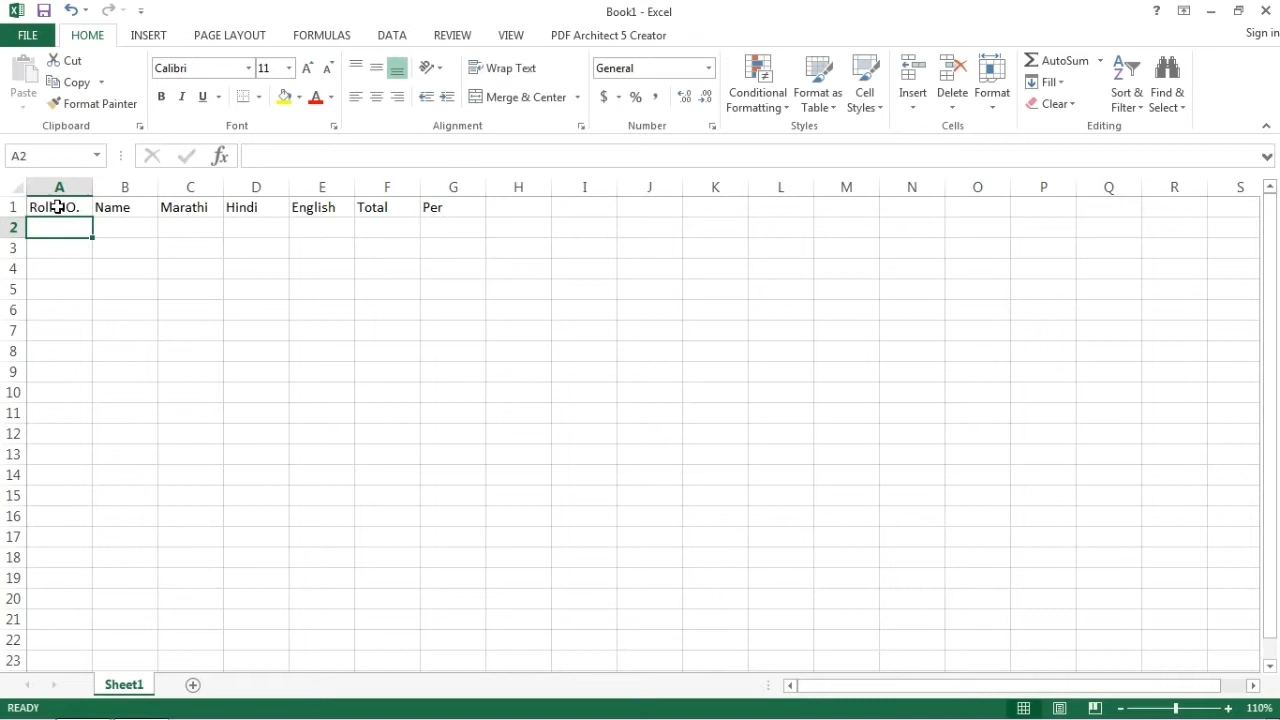 Book1 - Excel
?
Sign in
FILE HOME INSERT PAGE LAYOUT FORMULAS DATA REVIEW VIEW PDF Architect 5 Creator
Paste
Cut
Copy
Format Painter
Clipboard
Calibri 11
B I U A
Font
Wrap Text
Merge & Center
Alignment
General
$ % ,
Number
Conditional Formatting
Format as Table
Cell Styles
Styles
Insert Delete Format
Cells
AutoSum
Fill
Clear
Sort & Filter
Find & Select
Editing
A2
fx
A B C D E F G H I J K L M N O P Q R S
1 Name Marathi Hindi English Total Per
2
3
4
5
6
7
8
9
10
11
12
13
14
15
16
17
18
19
20
21
22
23
Sheet1
READY 110%